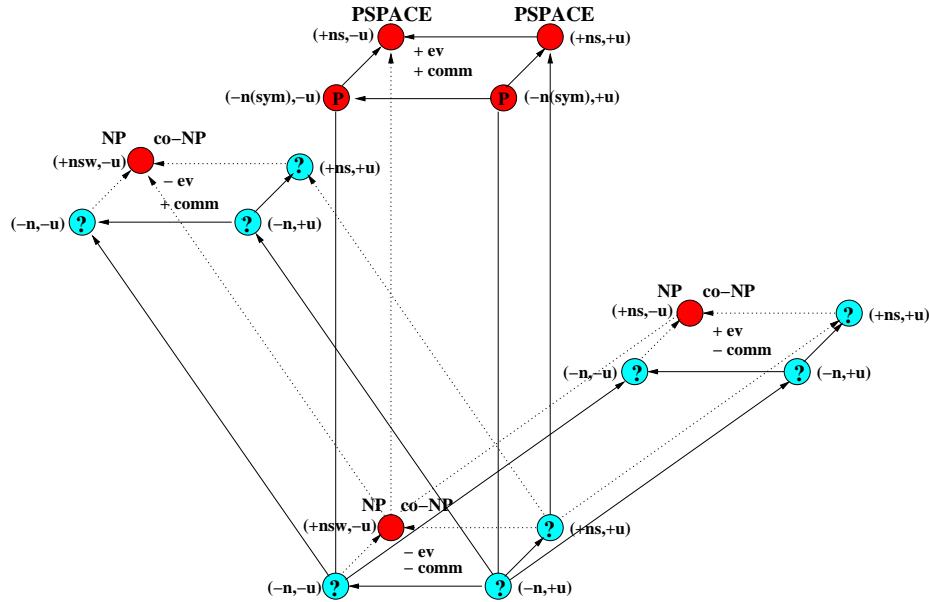 PSPACE PSPACE
(+ns,−u) (+ns,+u)
+ ev
+ comm
(−n(sym),−u) P P (−n(sym),+u)
NP co−NP
(+nsw,−u) ? (+ns,+u)
− ev
+ comm
(−n,−u) ? ? (−n,+u)
NP co−NP
(+ns,−u) ? (+ns,+u)
+ ev
− comm
(−n,−u) ? ? (−n,+u)
NP co−NP
(+nsw,−u) ? (+ns,+u)
− ev
− comm
(−n,−u) ? ? (−n,+u)